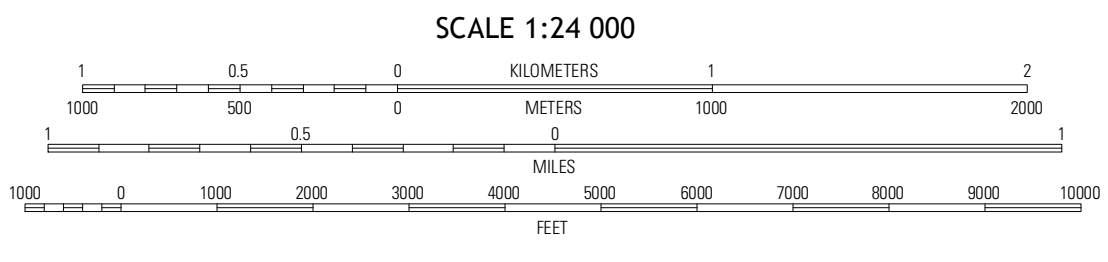 SCALE 1:24 000
1 0.5 0 KILOMETERS 1 2
1000 500 0 METERS 1000 2000
1 0.5 0 1
MILES
1000 0 1000 2000 3000 4000 5000 6000 7000 8000 9000 10000
FEET